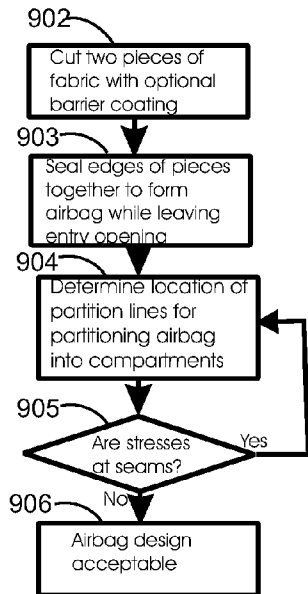 902
Cut two pieces of
fabric with optional
barrier coating
903
Seal edges of pieces
together to form
airbag while leaving
entry opening
904
Determine location of
partition lines for
partitioning airbag
into compartments
905
Are stresses
at seams?
Yes
No
906
Airbag design
acceptable